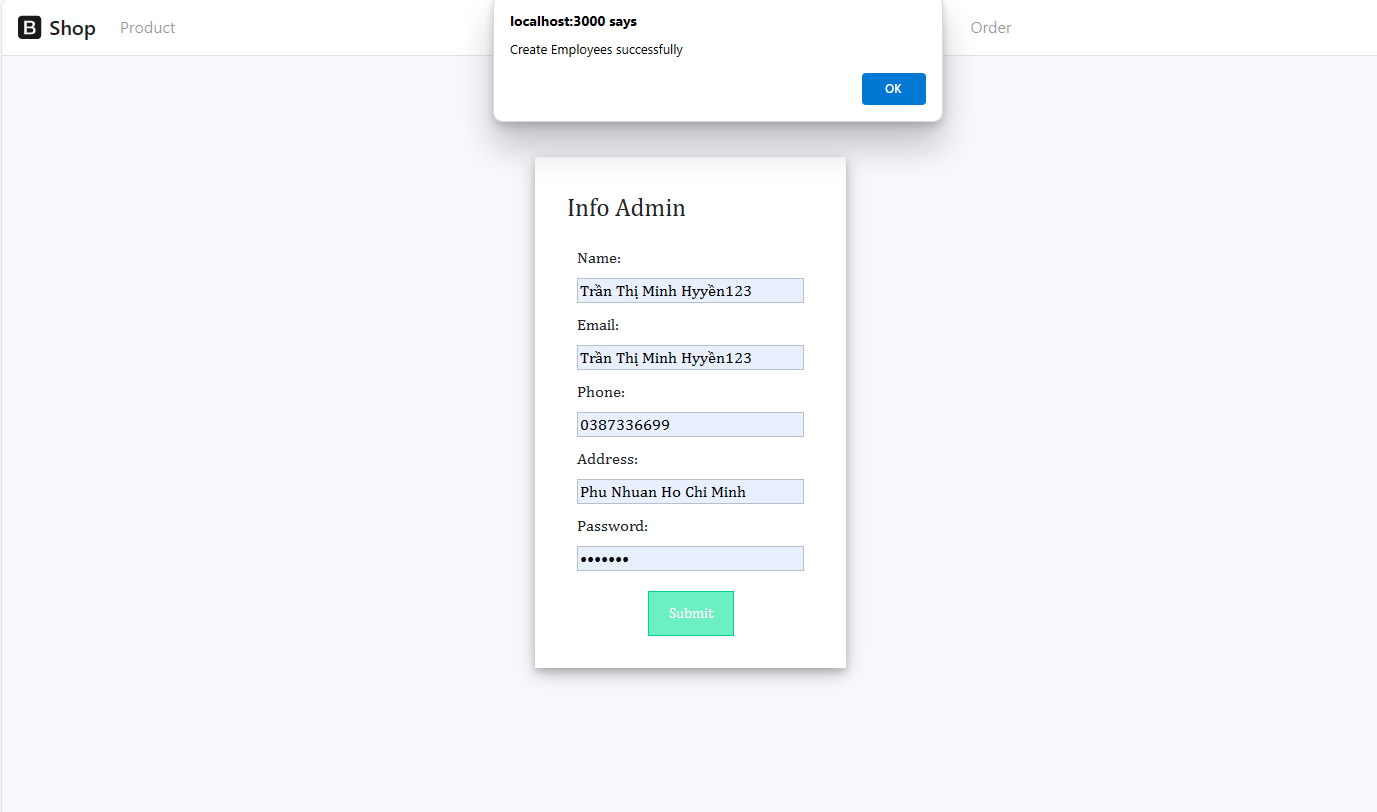 B Shop Product Order
localhost:3000 says
Create Employees successfully
OK
Info Admin
Name:
Trần Thị Minh Hyyền123
Email:
Trần Thị Minh Hyyền123
Phone:
0387336699
Address:
Phu Nhuan Ho Chi Minh
Password:
•••••••
Submit